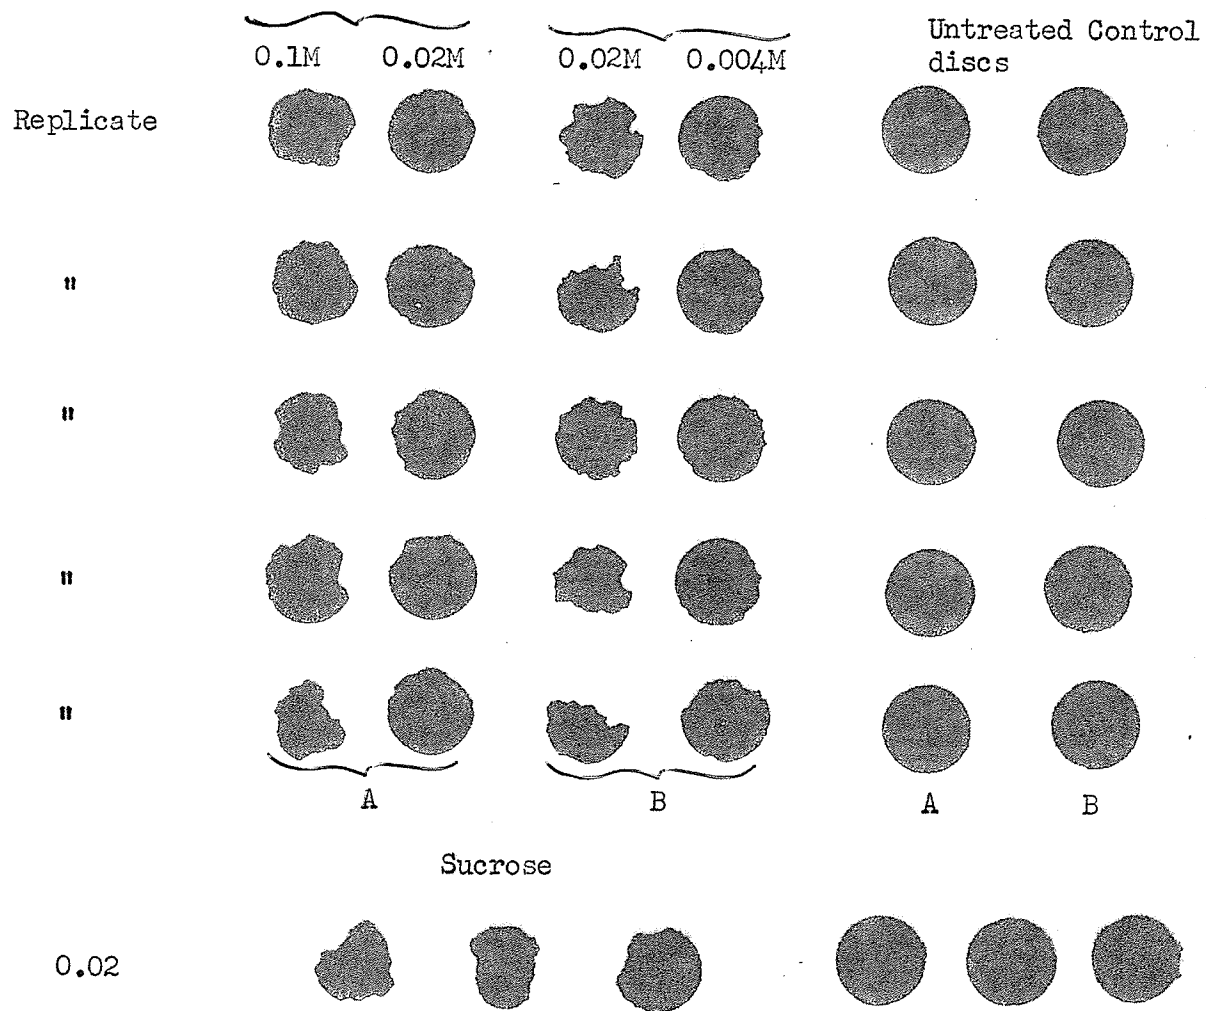 Untreated Control
0.1M 0.02M 0.02M 0.004M discs
Replicate
"
"
"
"
A B A B
Sucrose
0.02